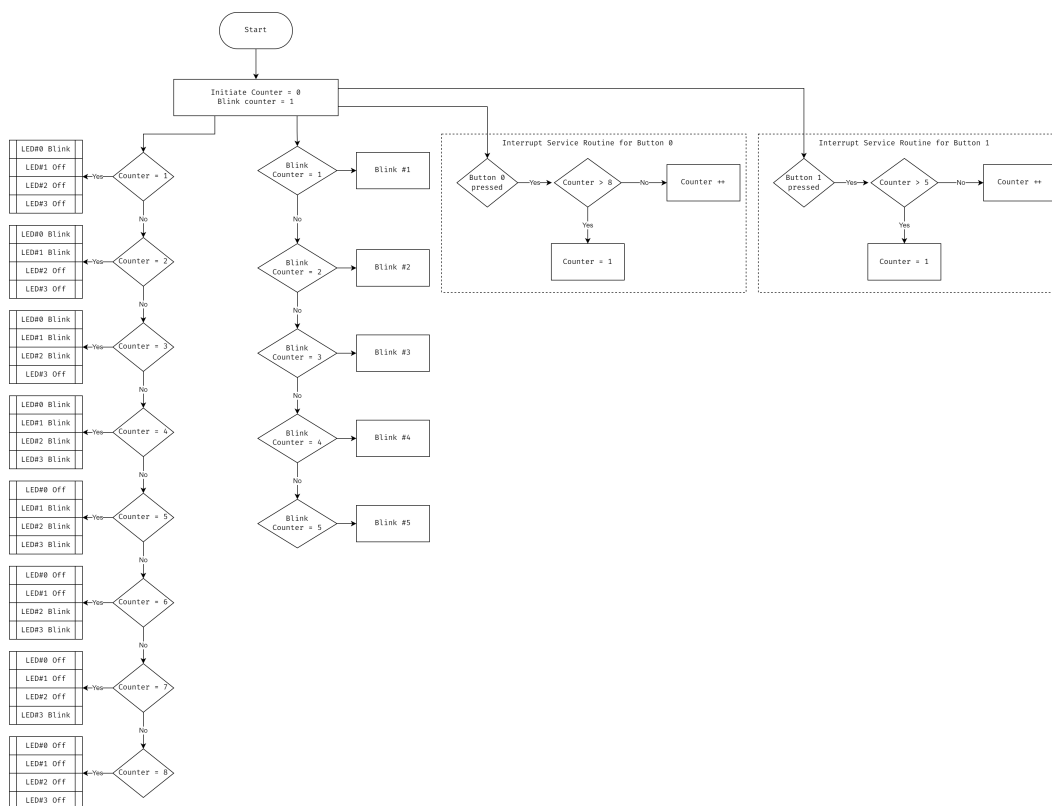 Start
Initiate Counter = 0
Blink counter = 1
LED#0 Blink
LED#1 Off
LED#2 Off
LED#3 Off
Yes
Counter = 1
No
LED#0 Blink
LED#1 Blink
LED#2 Off
LED#3 Off
Yes
Counter = 2
No
LED#0 Blink
LED#1 Blink
LED#2 Blink
LED#3 Off
Yes
Counter = 3
No
LED#0 Blink
LED#1 Blink
LED#2 Blink
LED#3 Blink
Yes
Counter = 4
No
LED#0 Off
LED#1 Blink
LED#2 Blink
LED#3 Blink
Yes
Counter = 5
No
LED#0 Off
LED#1 Off
LED#2 Blink
LED#3 Blink
Yes
Counter = 6
No
LED#0 Off
LED#1 Off
LED#2 Off
LED#3 Blink
Yes
Counter = 7
No
LED#0 Off
LED#1 Off
LED#2 Off
LED#3 Off
Yes
Counter = 8
Blink
Counter = 1
Blink #1
No
Blink
Counter = 2
Blink #2
No
Blink
Counter = 3
Blink #3
No
Blink
Counter = 4
Blink #4
No
Blink
Counter = 5
Blink #5
Interrupt Service Routine for Button 0
Button 0
pressed
Yes
Counter > 8
No
Counter ++
Yes
Counter = 1
Interrupt Service Routine for Button 1
Button 1
pressed
Yes
Counter > 5
No
Counter ++
Yes
Counter = 1